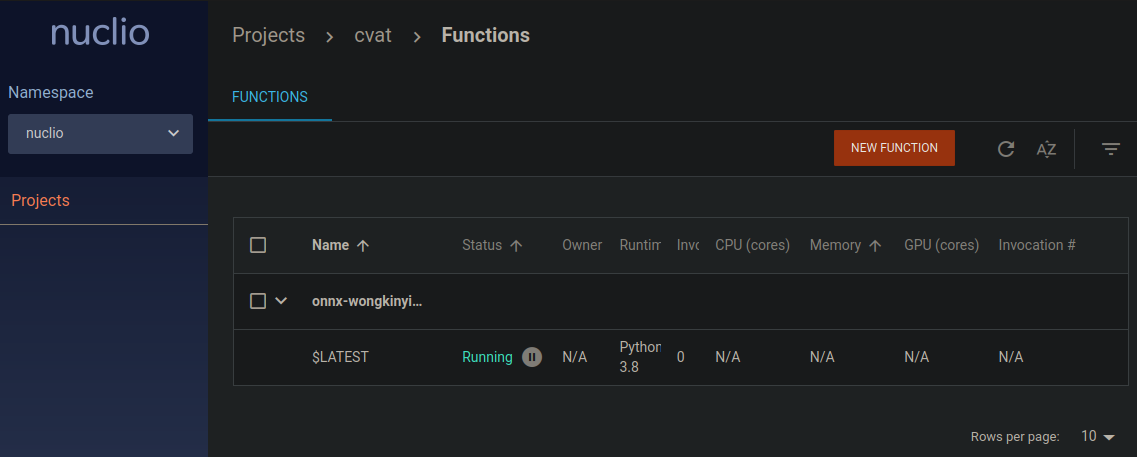 nuclio
Projects > cvat > Functions
Namespace
nuclio
Projects
FUNCTIONS
NEW FUNCTION
AZ
Name Status Owner Runtim Invc CPU (cores) Memory GPU (cores) Invocation #
onnx-wongkinyi...
$LATEST Running N/A Python 3.8 0 N/A N/A N/A N/A
Rows per page: 10